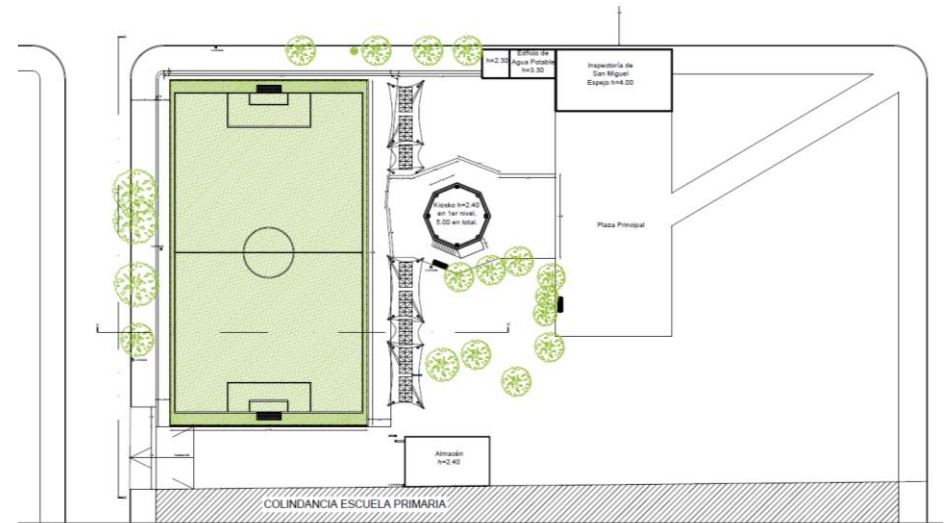 h=2.30
Edificio de
Agua Potable
h=3.30
Inspectoría de
San Miguel
Espejo h=4.00
Kiosko h=2.40
en 1er nivel,
5.00 en total.
Plaza Principal
Almacén
h=2.40
COLINDANCIA ESCUELA PRIMARIA